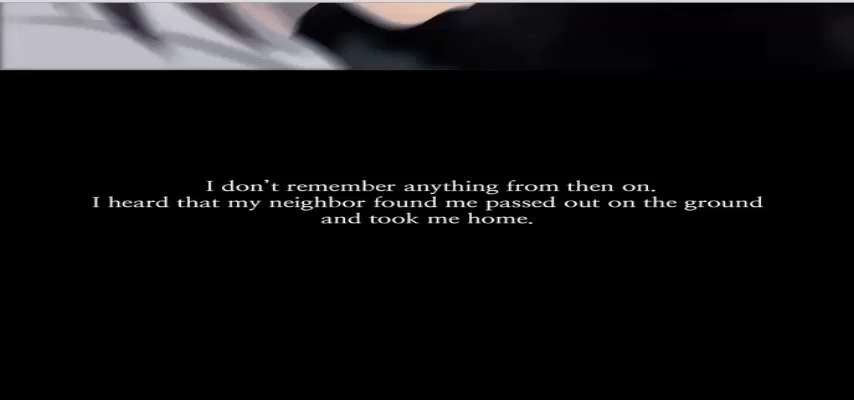 I don't remember anything from then on.
I heard that my neighbor found me passed out on the ground
and took me home.